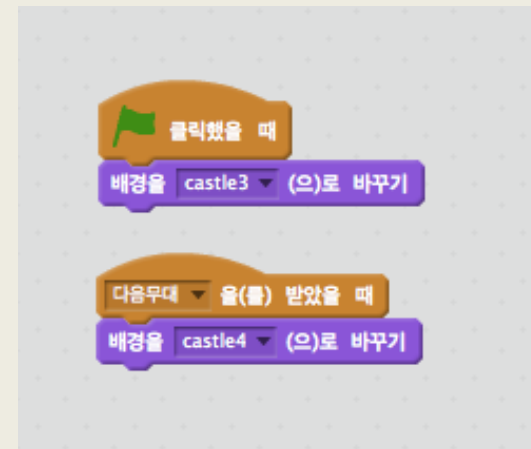 클릭했을 때
배경을 castle3 (으)로 바꾸기
다음무대 을(를) 받았을 때
배경을 castle4 (으)로 바꾸기